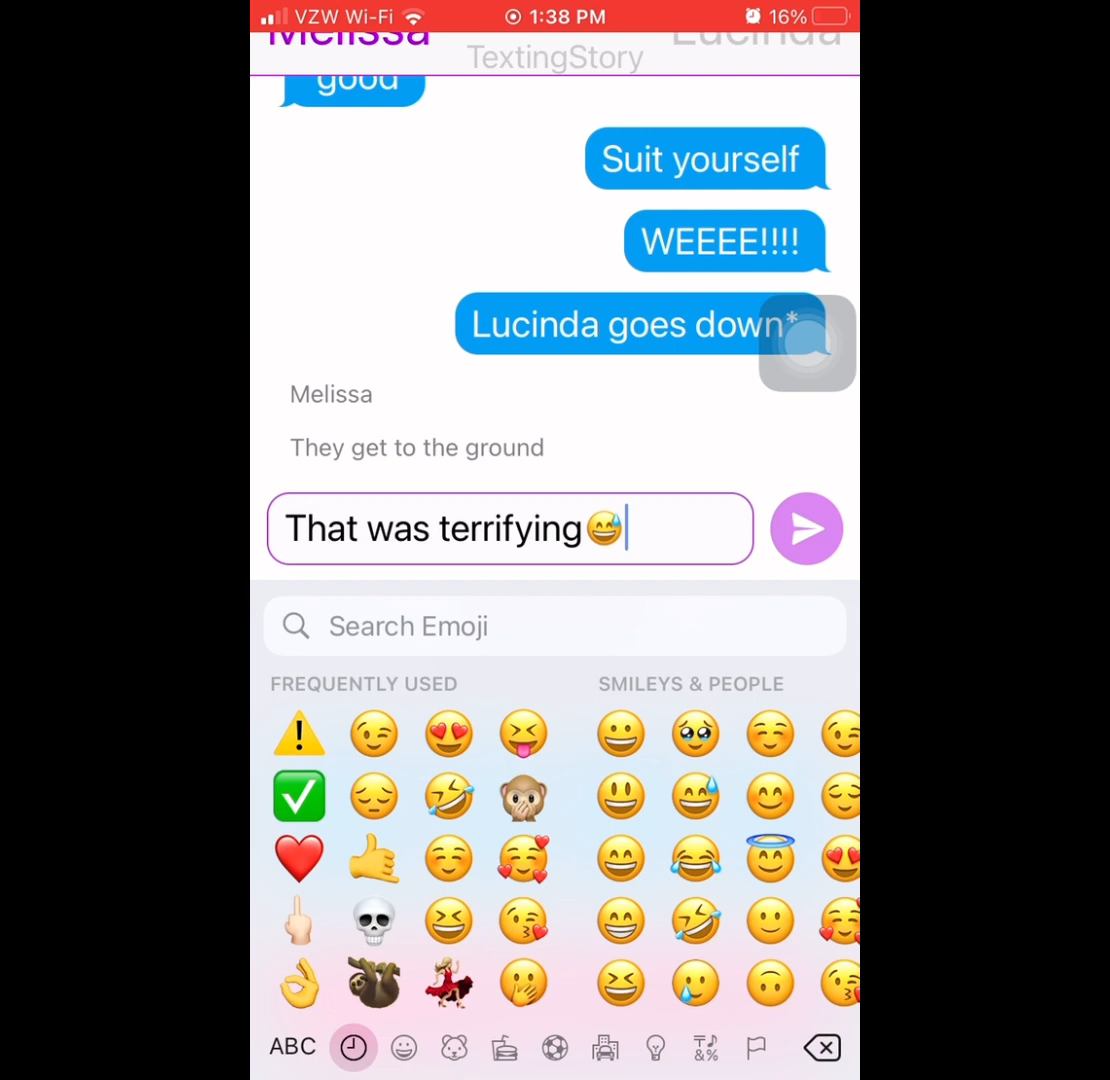 VZW Wi-Fi 1:38 PM 16%
Melissa TextingStory Lucinda
good
Suit yourself
WEEEE!!!!
Lucinda goes down*
Melissa
They get to the ground
That was terrifying😅
Search Emoji
FREQUENTLY USED SMILEYS & PEOPLE
ABC